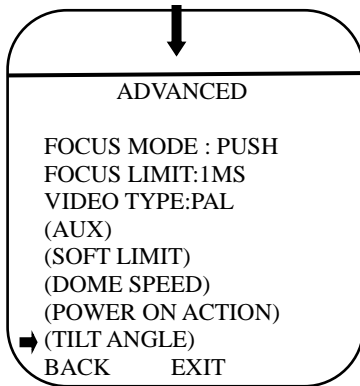 ADVANCED
FOCUS MODE : PUSH
FOCUS LIMIT:1MS
VIDEO TYPE:PAL
(AUX)
(SOFT LIMIT)
(DOME SPEED)
(POWER ON ACTION)
(TILT ANGLE)
BACK EXIT